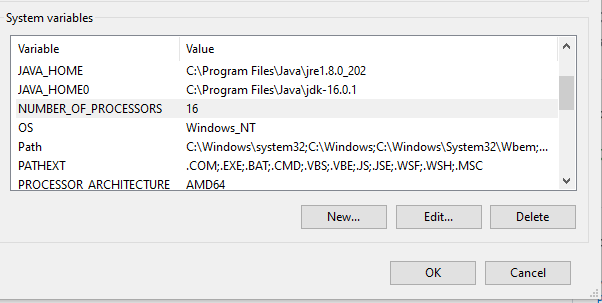 System variables
Variable Value
JAVA_HOME C:\Program Files\Java\jre1.8.0_202
JAVA_HOME0 C:\Program Files\Java\jdk-16.0.1
NUMBER_OF_PROCESSORS 16
OS Windows_NT
Path C:\Windows\system32;C:\Windows;C:\Windows\System32\Wbem;...
PATHEXT .COM;.EXE;.BAT;.CMD;.VBS;.VBE;.JS;.JSE;.WSF;.WSH;.MSC
PROCESSOR_ARCHITECTURE AMD64
New... Edit... Delete
OK Cancel